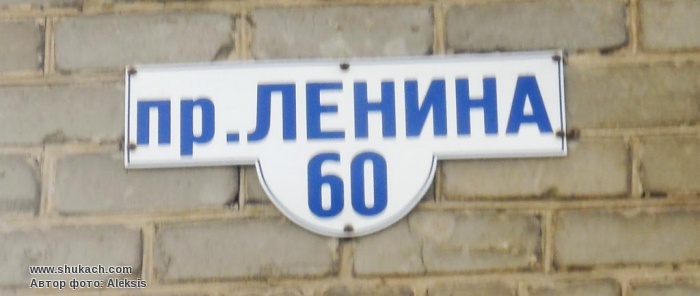 пр.ЛЕНИНА
60
www.shukach.com
Автор фото: Aleksis